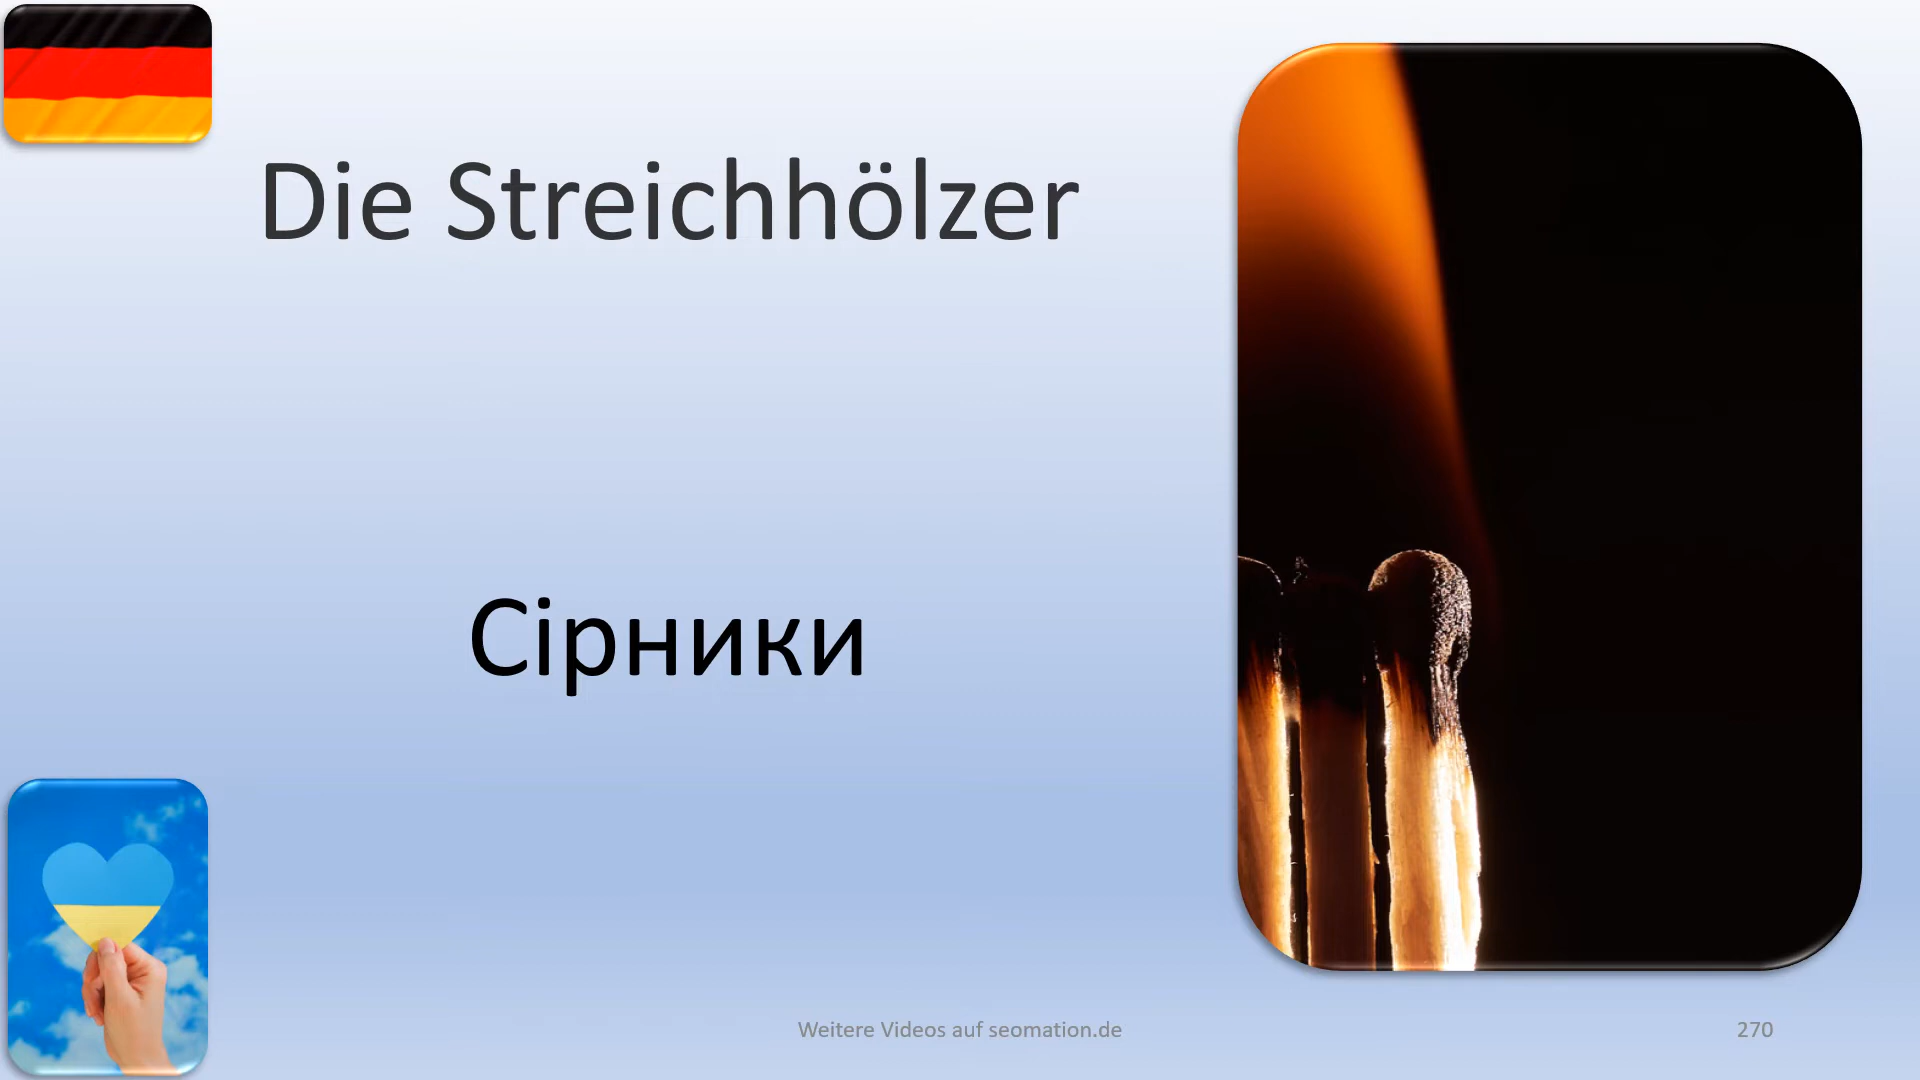 Die Streichhölzer
Сірники
Weitere Videos auf seomation.de
270